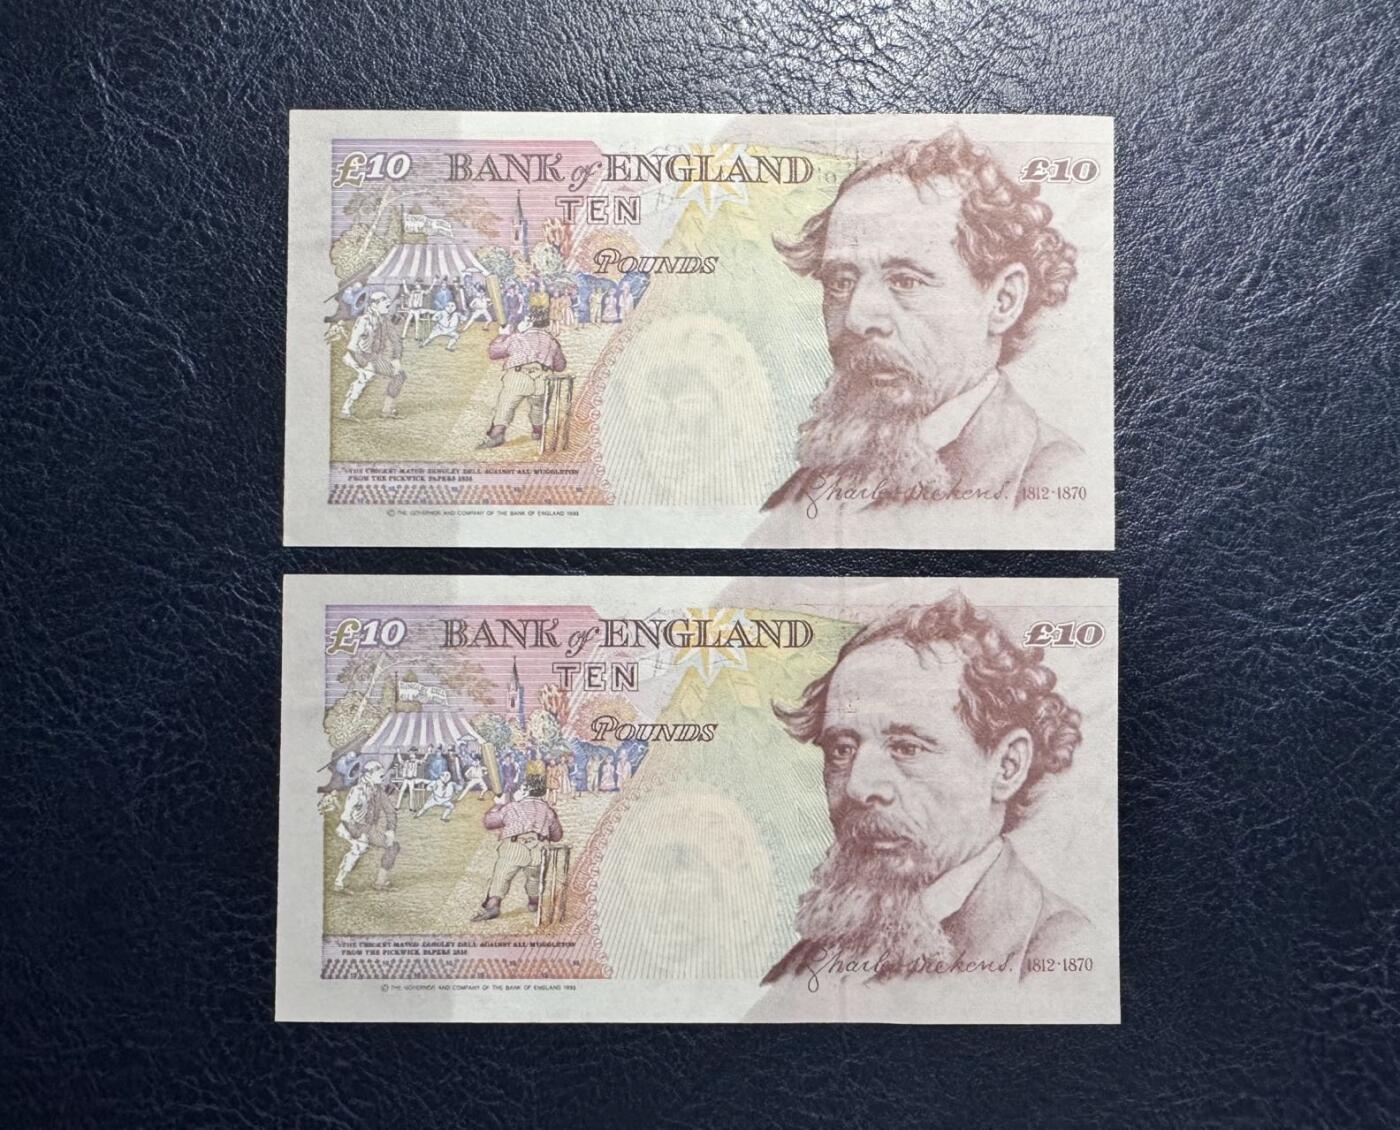 £10 BANK of ENGLAND £10
TEN
POUNDS
THE CRICKET MATCH DINGLEY DELL AGAINST ALL MUGGLETON
FROM THE PICKWICK PAPERS 1836
Charles Dickens. 1812-1870
© THE GOVERNOR AND COMPANY OF THE BANK OF ENGLAND 1993
£10 BANK of ENGLAND £10
TEN
POUNDS
THE CRICKET MATCH DINGLEY DELL AGAINST ALL MUGGLETON
FROM THE PICKWICK PAPERS 1836
Charles Dickens. 1812-1870
© THE GOVERNOR AND COMPANY OF THE BANK OF ENGLAND 1993